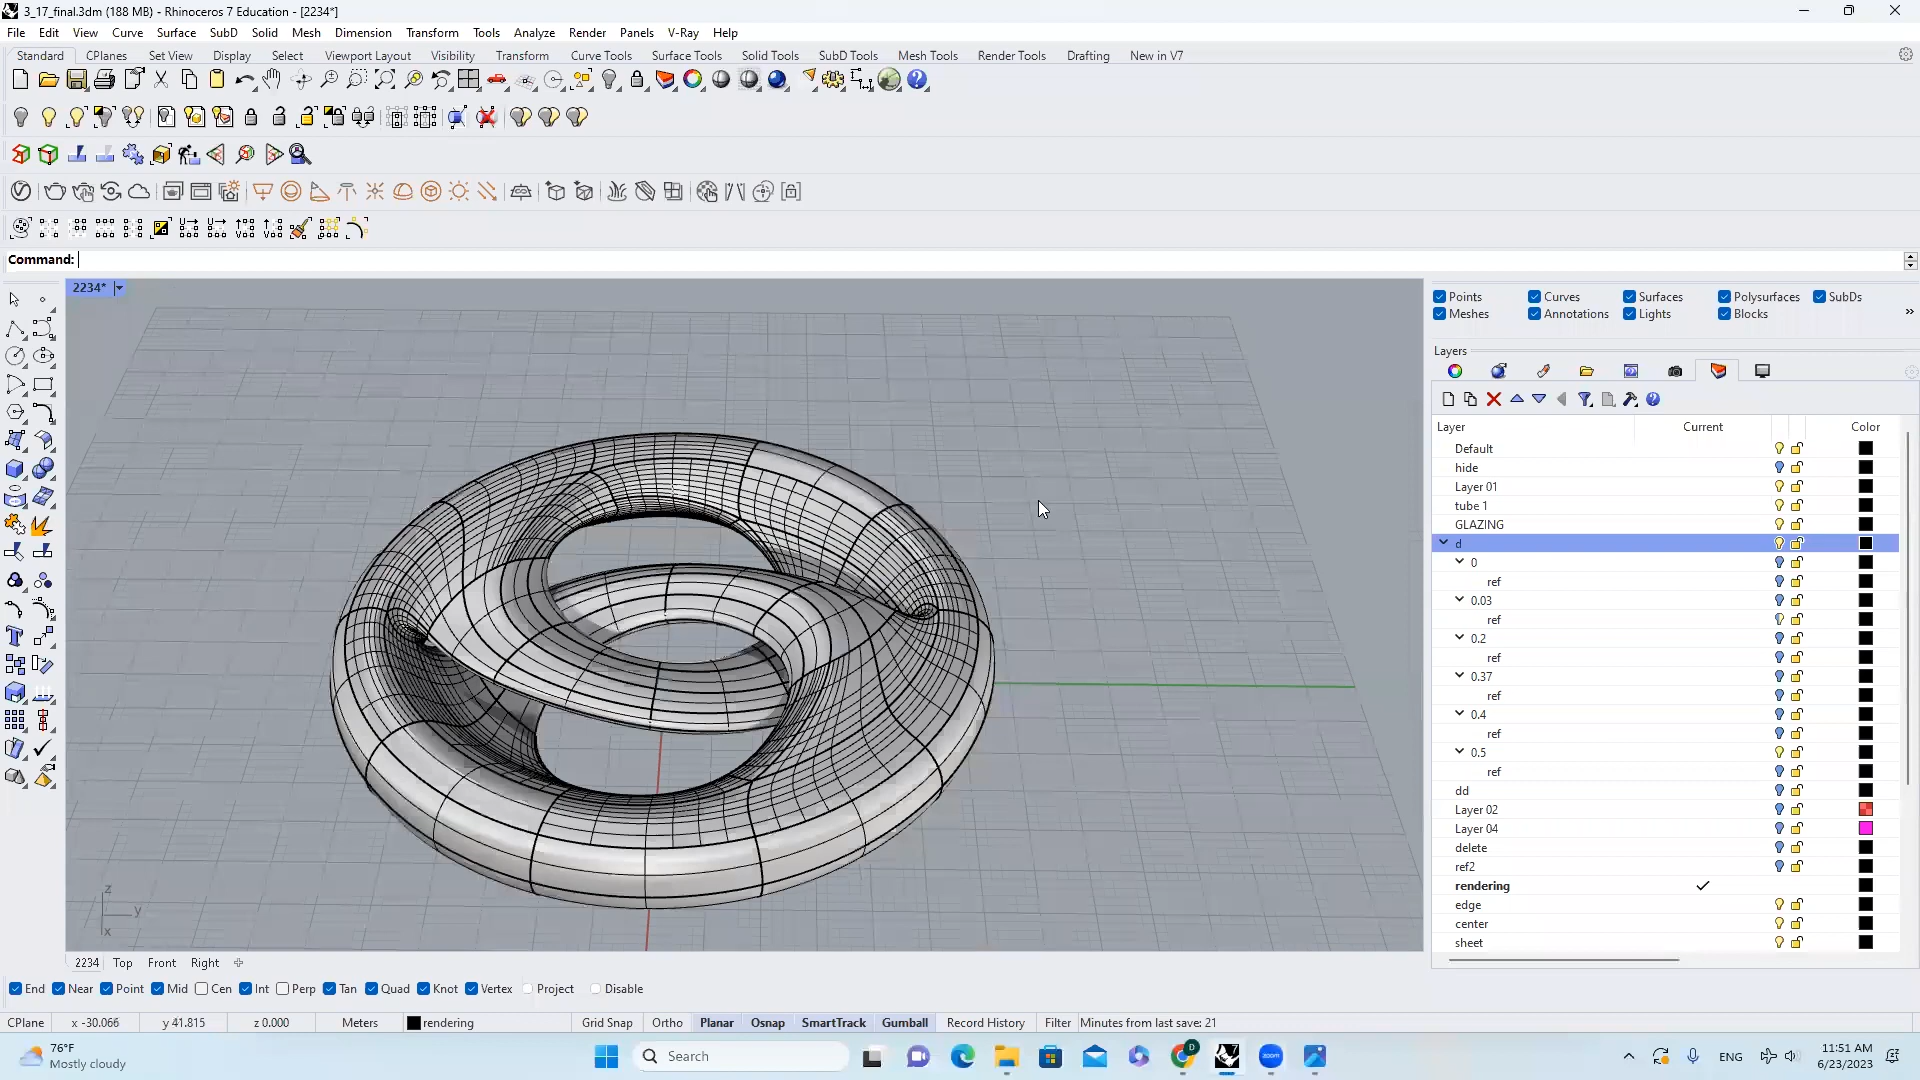 3_17_final.3dm (188 MB) - Rhinoceros 7 Education - [2234*]
File Edit View Curve Surface SubD Solid Mesh Dimension Transform Tools Analyze Render Panels V-Ray Help
Standard CPlanes Set View Display Select Viewport Layout Visibility Transform Curve Tools Surface Tools Solid Tools SubD Tools Mesh Tools Render Tools Drafting New in V7
Command:
2234*
Points Curves Surfaces Polysurfaces SubDs
Meshes Annotations Lights Blocks
Layers
Layer Current Color
Default
hide
Layer 01
tube 1
GLAZING
d
0
ref
0.03
ref
0.2
ref
0.37
ref
0.4
ref
0.5
ref
dd
Layer 02
Layer 04
delete
ref2
rendering
edge
center
sheet
z
y
x
2234 Top Front Right
End Near Point Mid Cen Int Perp Tan Quad Knot Vertex Project Disable
CPlane x -30.066 y 41.815 z 0.000 Meters rendering Grid Snap Ortho Planar Osnap SmartTrack Gumball Record History Filter Minutes from last save: 21
76°F
Mostly cloudy
Search
D
zoom
ENG
11:51 AM
6/23/2023